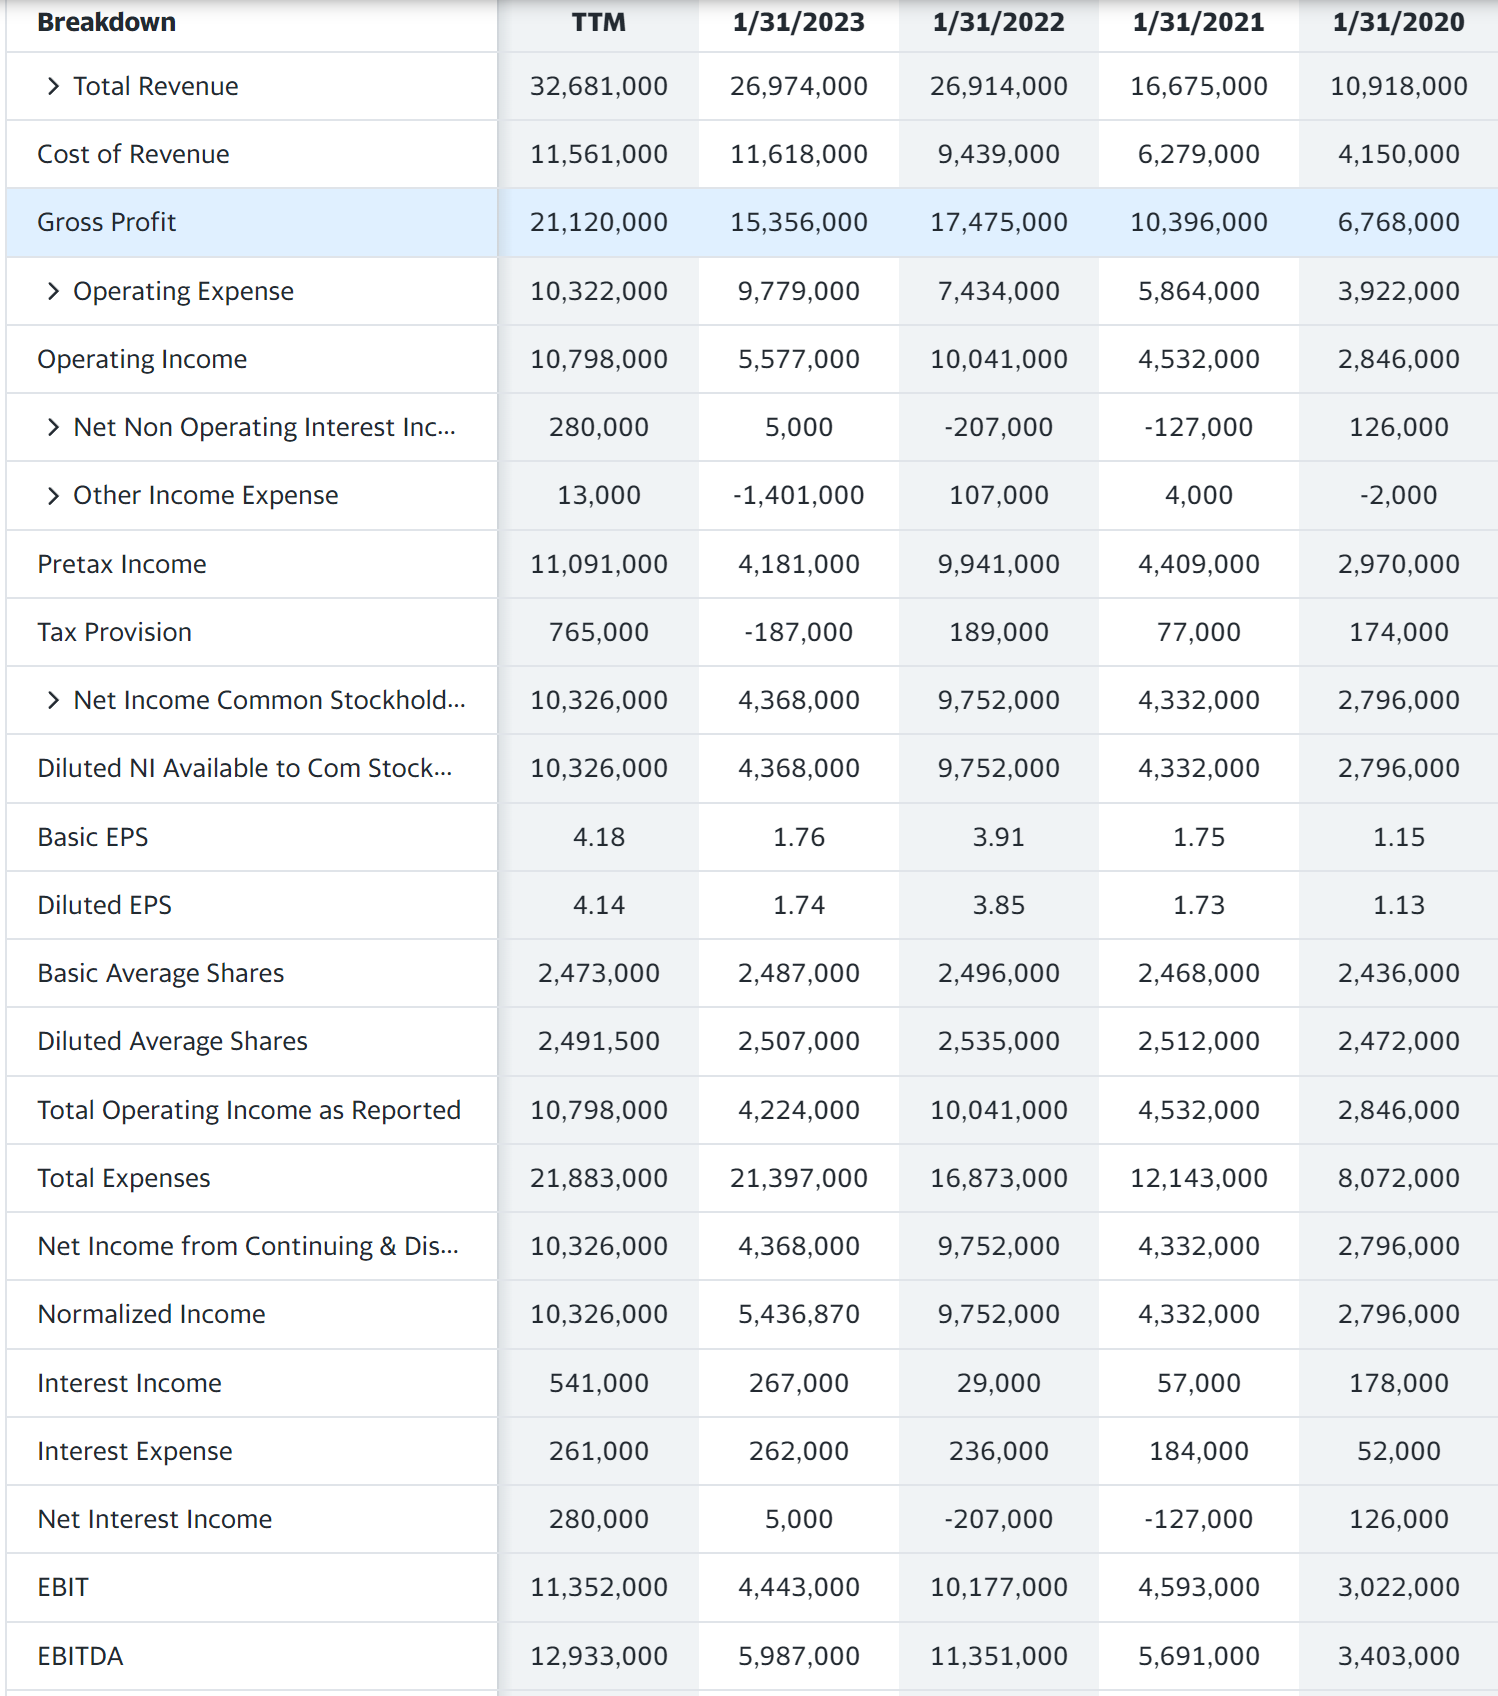 Breakdown TTM 1/31/2023 1/31/2022 1/31/2021 1/31/2020
Total Revenue 32,681,000 26,974,000 26,914,000 16,675,000 10,918,000
Cost of Revenue 11,561,000 11,618,000 9,439,000 6,279,000 4,150,000
Gross Profit 21,120,000 15,356,000 17,475,000 10,396,000 6,768,000
Operating Expense 10,322,000 9,779,000 7,434,000 5,864,000 3,922,000
Operating Income 10,798,000 5,577,000 10,041,000 4,532,000 2,846,000
Net Non Operating Interest Inc... 280,000 5,000 -207,000 -127,000 126,000
Other Income Expense 13,000 -1,401,000 107,000 4,000 -2,000
Pretax Income 11,091,000 4,181,000 9,941,000 4,409,000 2,970,000
Tax Provision 765,000 -187,000 189,000 77,000 174,000
Net Income Common Stockhold... 10,326,000 4,368,000 9,752,000 4,332,000 2,796,000
Diluted NI Available to Com Stock... 10,326,000 4,368,000 9,752,000 4,332,000 2,796,000
Basic EPS 4.18 1.76 3.91 1.75 1.15
Diluted EPS 4.14 1.74 3.85 1.73 1.13
Basic Average Shares 2,473,000 2,487,000 2,496,000 2,468,000 2,436,000
Diluted Average Shares 2,491,500 2,507,000 2,535,000 2,512,000 2,472,000
Total Operating Income as Reported 10,798,000 4,224,000 10,041,000 4,532,000 2,846,000
Total Expenses 21,883,000 21,397,000 16,873,000 12,143,000 8,072,000
Net Income from Continuing & Dis... 10,326,000 4,368,000 9,752,000 4,332,000 2,796,000
Normalized Income 10,326,000 5,436,870 9,752,000 4,332,000 2,796,000
Interest Income 541,000 267,000 29,000 57,000 178,000
Interest Expense 261,000 262,000 236,000 184,000 52,000
Net Interest Income 280,000 5,000 -207,000 -127,000 126,000
EBIT 11,352,000 4,443,000 10,177,000 4,593,000 3,022,000
EBITDA 12,933,000 5,987,000 11,351,000 5,691,000 3,403,000